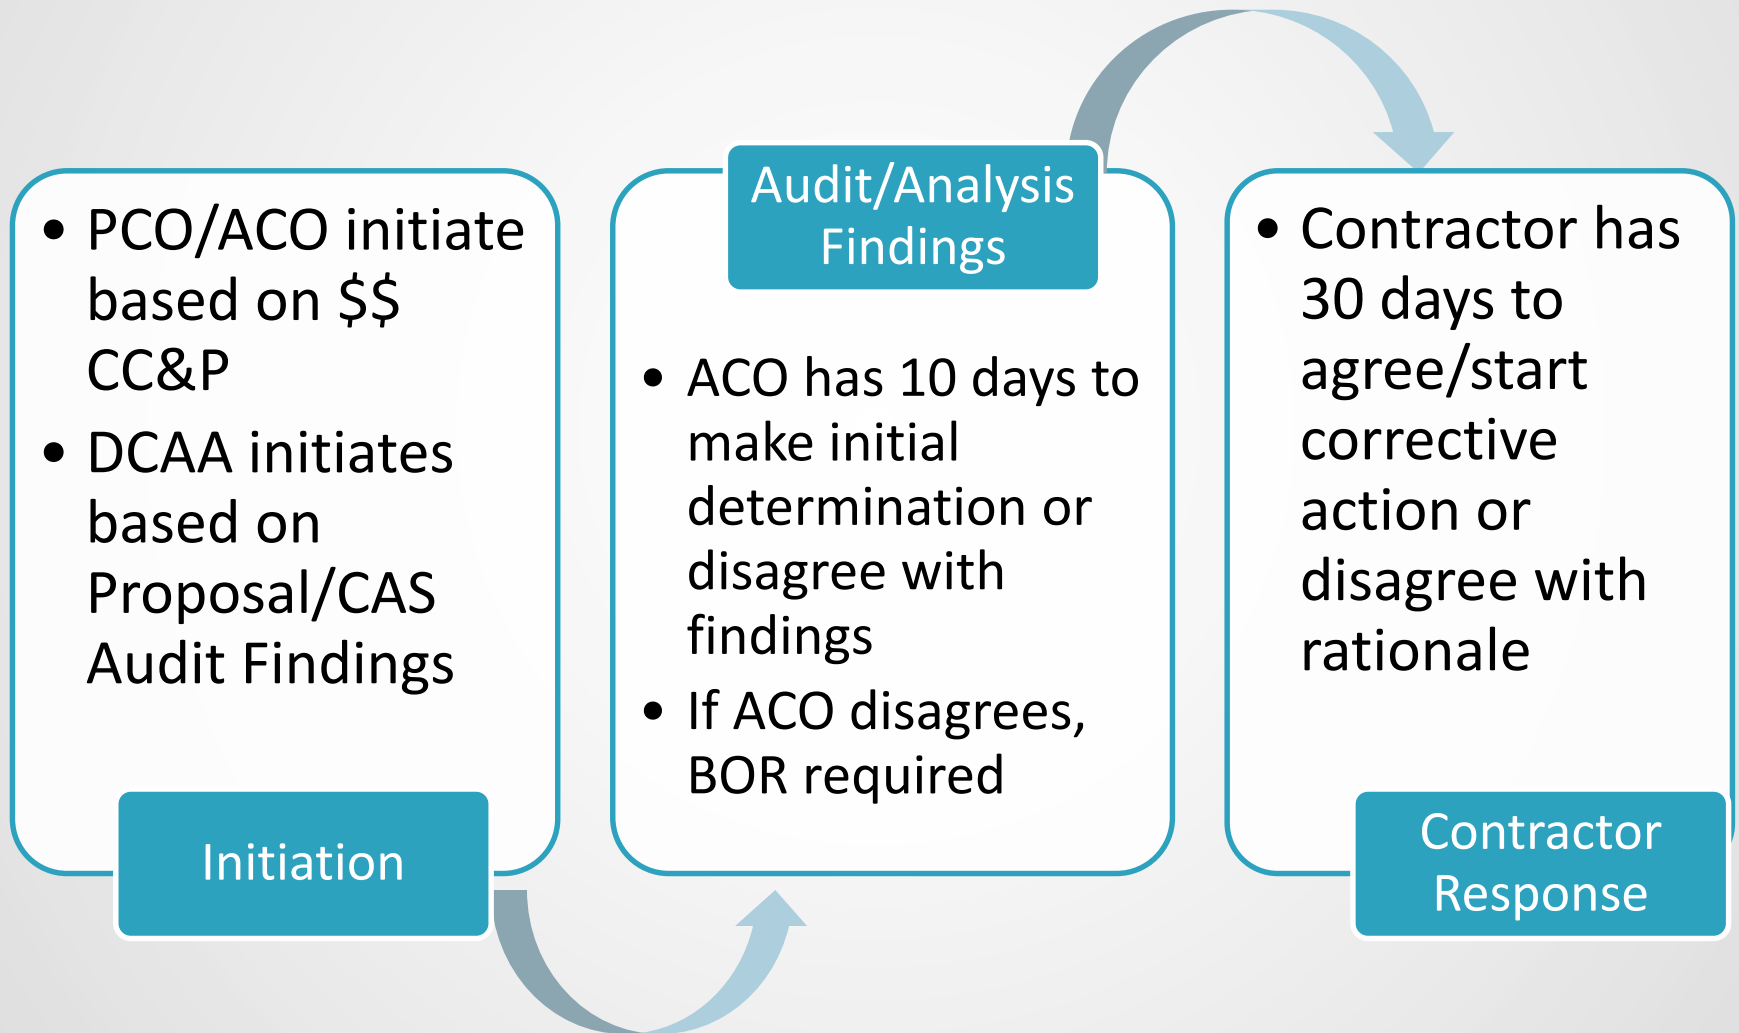 • PCO/ACO initiate
based on $$
CC&P
• DCAA initiates
based on
Proposal/CAS
Audit Findings
Initiation
Audit/Analysis
Findings
• ACO has 10 days to
make initial
determination or
disagree with
findings
• If ACO disagrees,
BOR required
• Contractor has
30 days to
agree/start
corrective
action or
disagree with
rationale
Contractor
Response